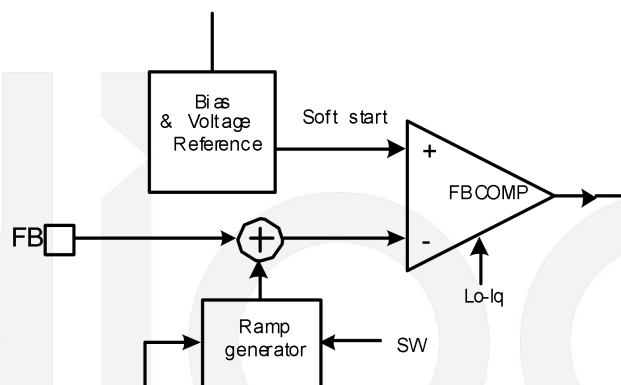 Bias
& Voltage
Reference
Soft start
+
FBCOMP
-
FB
+
Lo-Iq
Ramp
generator
SW